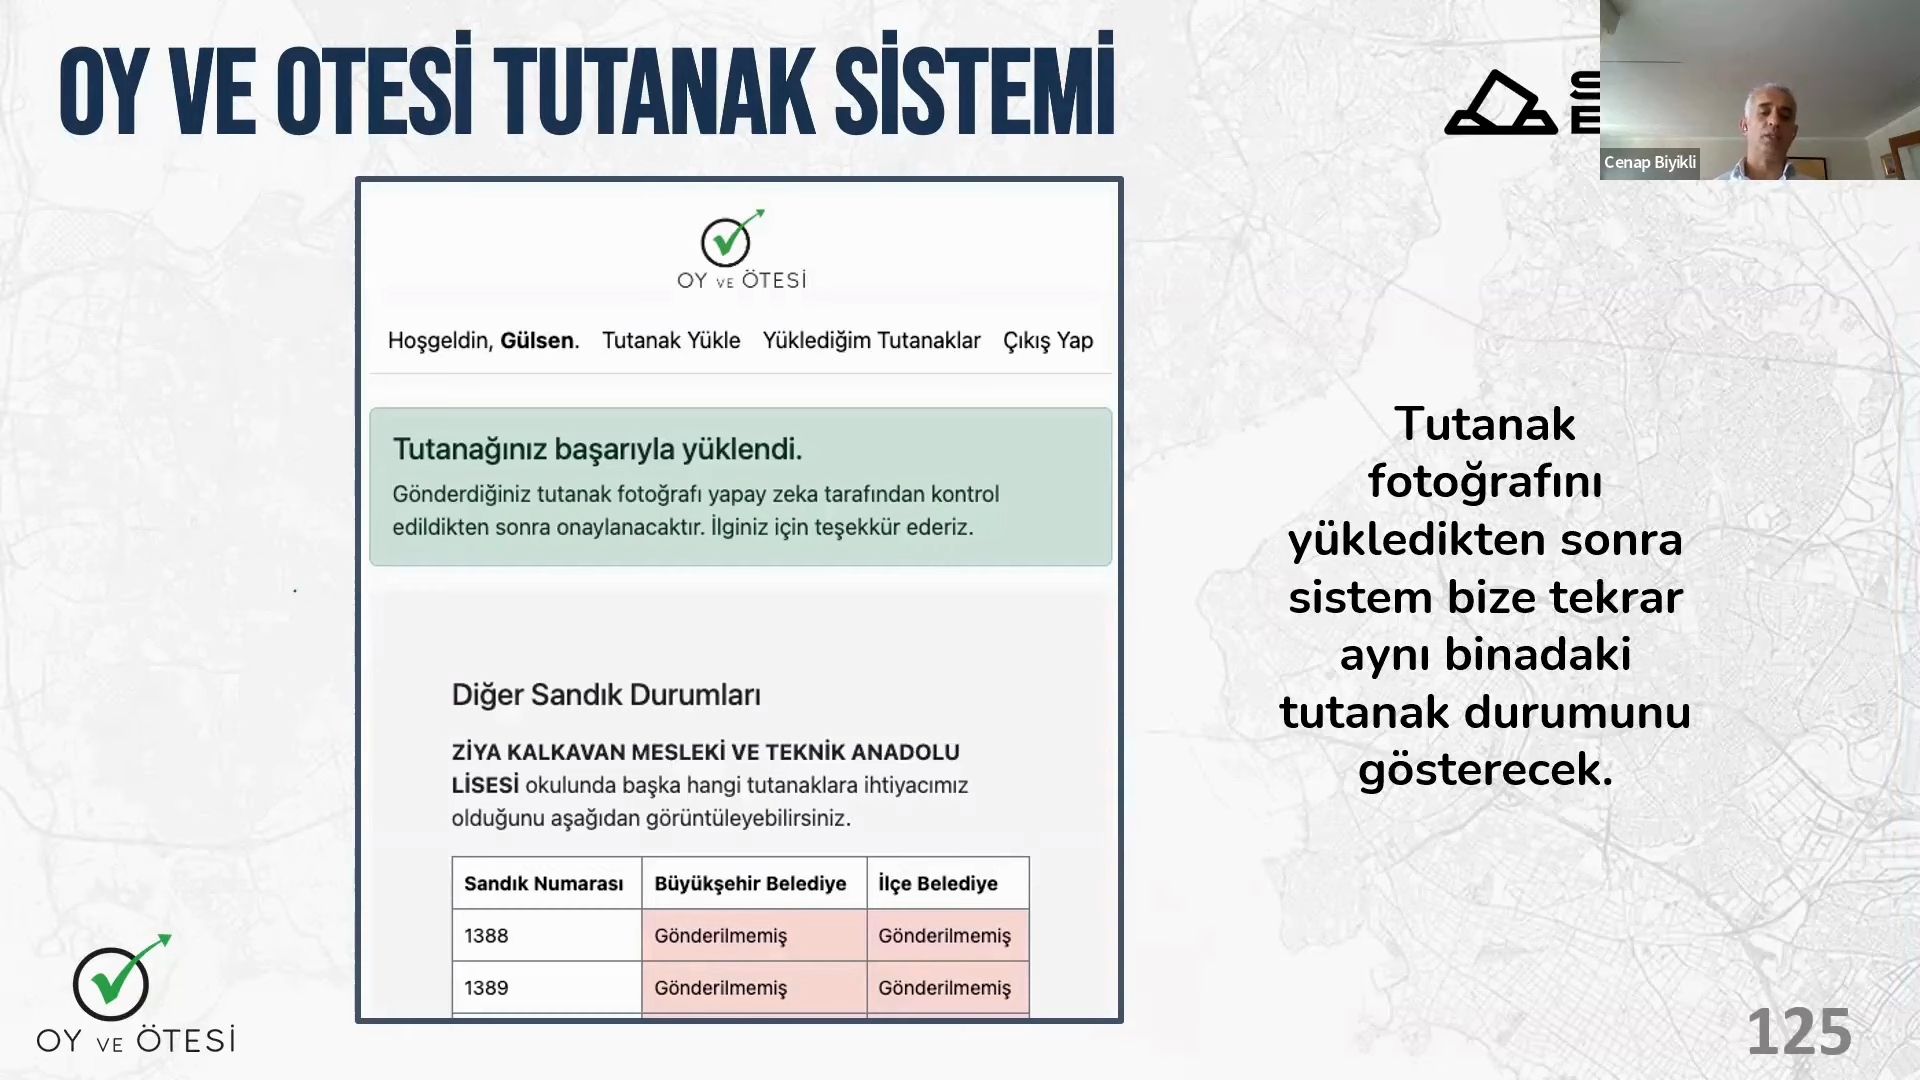 OY VE OTESİ TUTANAK SİSTEMİ
Cenap Biyikli
OY VE ÖTESİ
Hoşgeldin, Gülsen. Tutanak Yükle Yüklediğim Tutanaklar Çıkış Yap
Tutanağınız başarıyla yüklendi.
Gönderdiğiniz tutanak fotoğrafı yapay zeka tarafından kontrol
edildikten sonra onaylanacaktır. İlginiz için teşekkür ederiz.
Diğer Sandık Durumları
ZİYA KALKAVAN MESLEKİ VE TEKNİK ANADOLU
LİSESİ okulunda başka hangi tutanaklara ihtiyacımız
olduğunu aşağıdan görüntüleyebilirsiniz.
Sandık Numarası Büyükşehir Belediye İlçe Belediye
1388 Gönderilmemiş Gönderilmemiş
1389 Gönderilmemiş Gönderilmemiş
Tutanak
fotoğrafını
yükledikten sonra
sistem bize tekrar
aynı binadaki
tutanak durumunu
gösterecek.
OY VE ÖTESİ
125